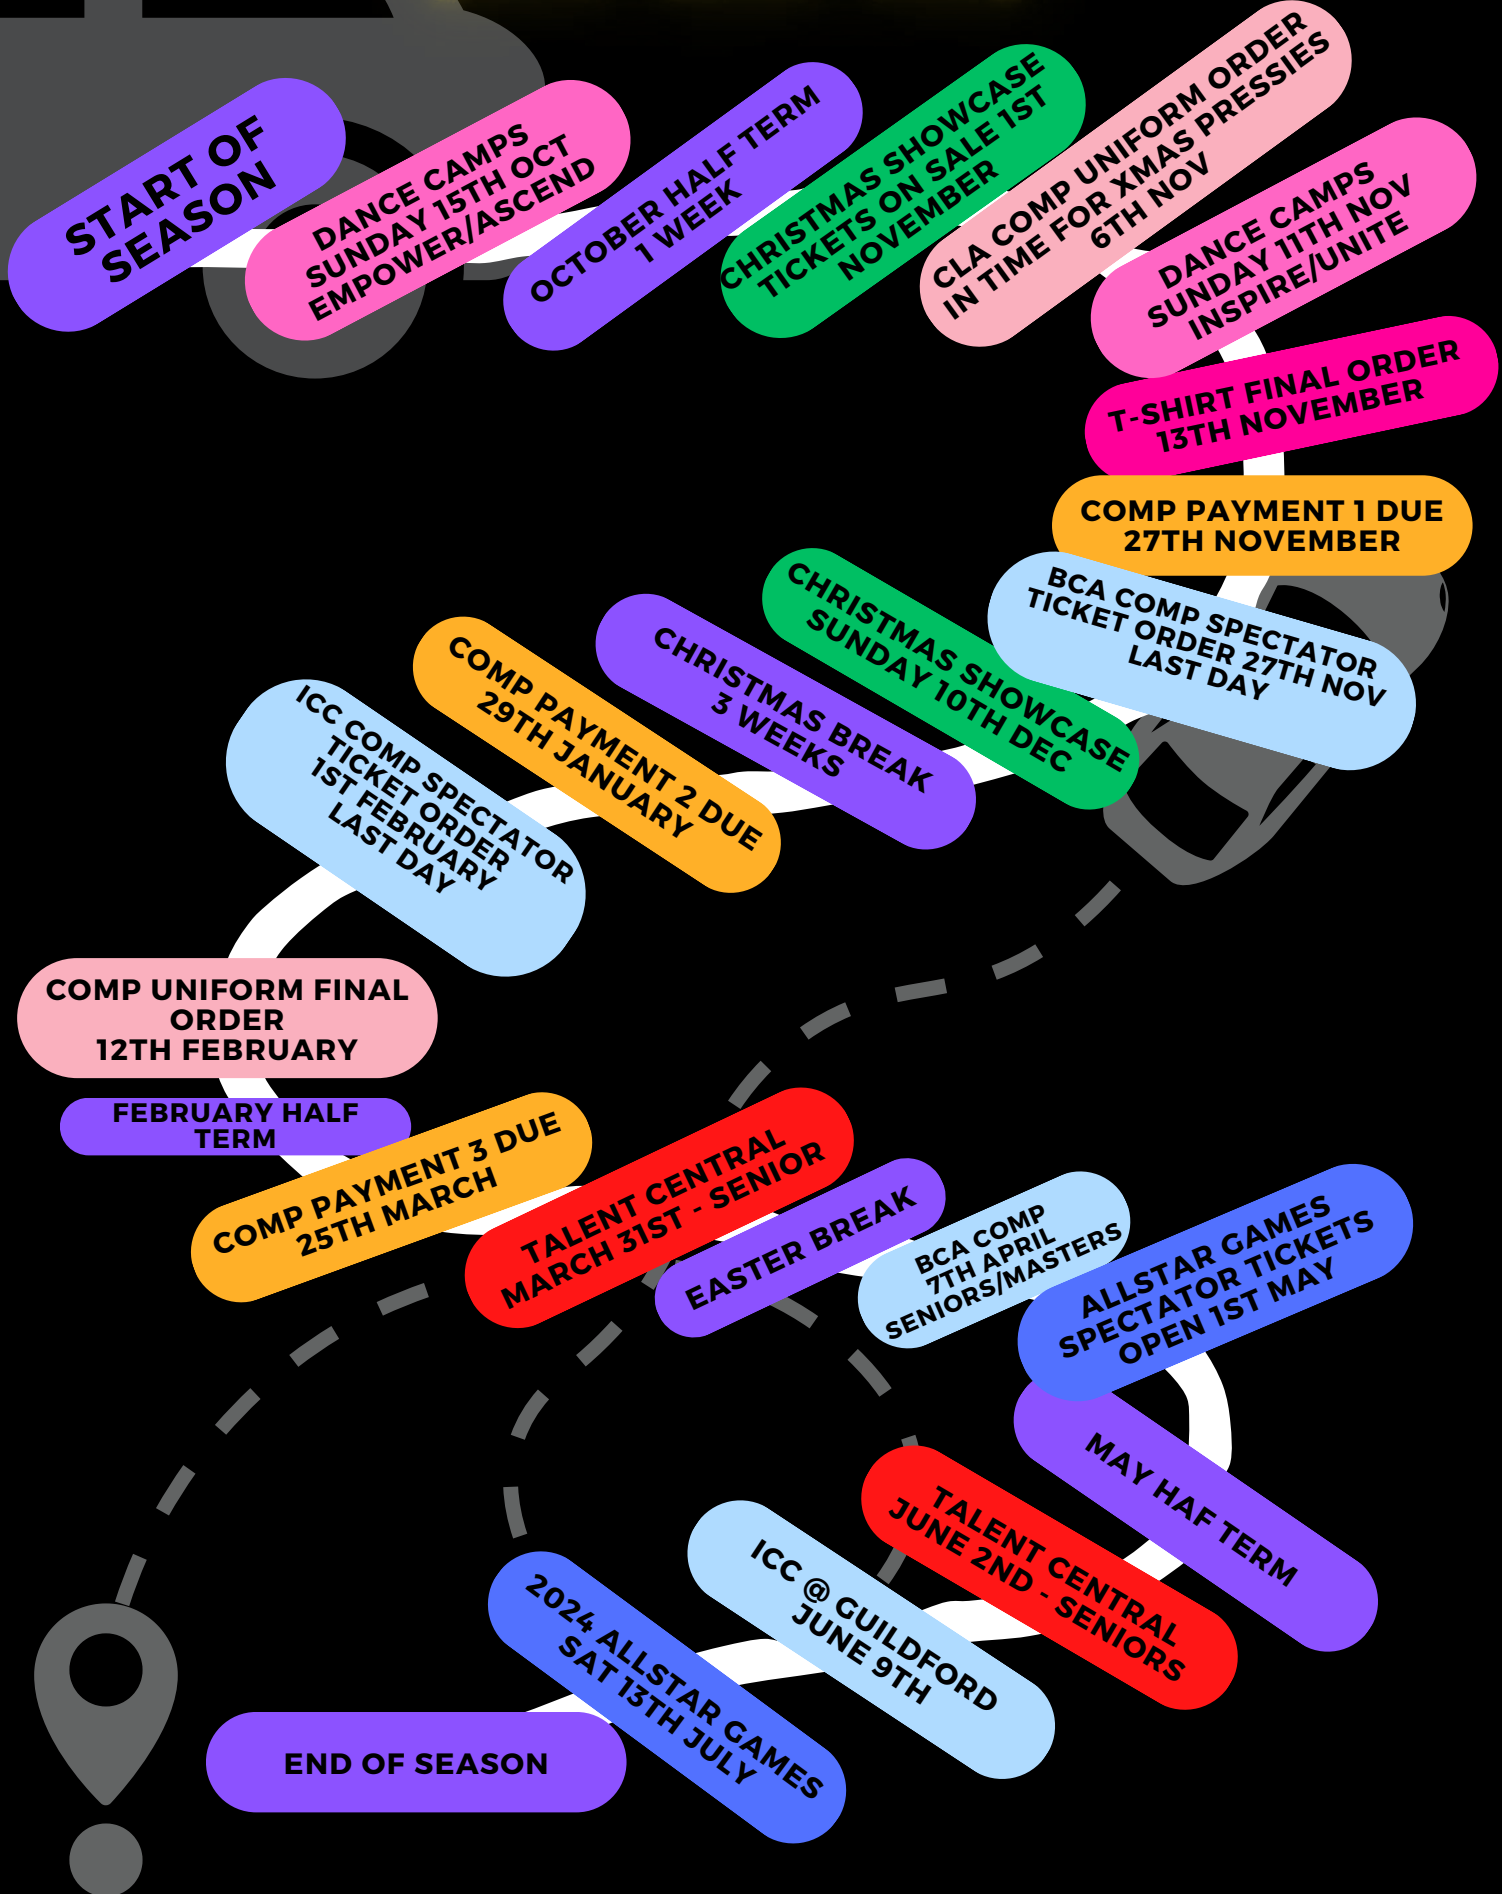 START OF
SEASON
DANCE CAMPS
SUNDAY 15TH OCT
EMPOWER/ASCEND
OCTOBER HALF TERM
1 WEEK
CHRISTMAS SHOWCASE
TICKETS ON SALE 1ST
NOVEMBER
CLA COMP UNIFORM ORDER
IN TIME FOR XMAS PRESSIES
6TH NOV
DANCE CAMPS
SUNDAY 11TH NOV
INSPIRE/UNITE
T-SHIRT FINAL ORDER
13TH NOVEMBER
COMP PAYMENT 1 DUE
27TH NOVEMBER
BCA COMP SPECTATOR
TICKET ORDER 27TH NOV
LAST DAY
CHRISTMAS SHOWCASE
SUNDAY 10TH DEC
CHRISTMAS BREAK
3 WEEKS
COMP PAYMENT 2 DUE
29TH JANUARY
ICC COMP SPECTATOR
TICKET ORDER
1ST FEBRUARY
LAST DAY
COMP UNIFORM FINAL
ORDER
12TH FEBRUARY
FEBRUARY HALF
TERM
COMP PAYMENT 3 DUE
25TH MARCH
TALENT CENTRAL
MARCH 31ST - SENIOR
EASTER BREAK
BCA COMP
7TH APRIL
SENIORS/MASTERS
ALLSTAR GAMES
SPECTATOR TICKETS
OPEN 1ST MAY
MAY HAF TERM
TALENT CENTRAL
JUNE 2ND - SENIORS
ICC @ GUILDFORD
JUNE 9TH
2024 ALLSTAR GAMES
SAT 13TH JULY
END OF SEASON